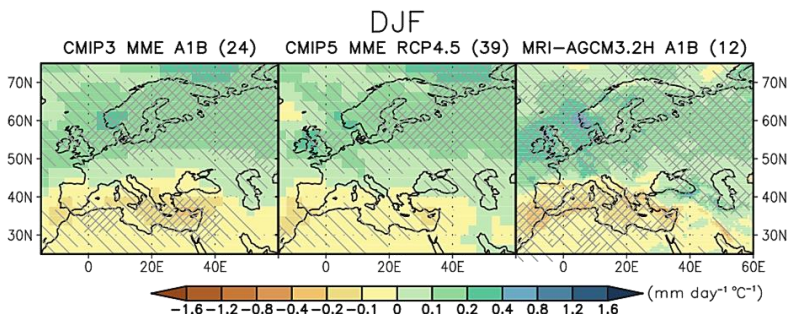 DJF
CMIP3 MME A1B (24) CMIP5 MME RCP4.5 (39) MRI-AGCM3.2H A1B (12)
70N 70N
60N 60N
50N 50N
40N 40N
30N 30N
0 20E 40E 0 20E 40E 0 20E 40E 60E
-1.6 -1.2 -0.8 -0.4 -0.2 -0.1 0 0.1 0.2 0.4 0.8 1.2 1.6 (mm day⁻¹ °C⁻¹)